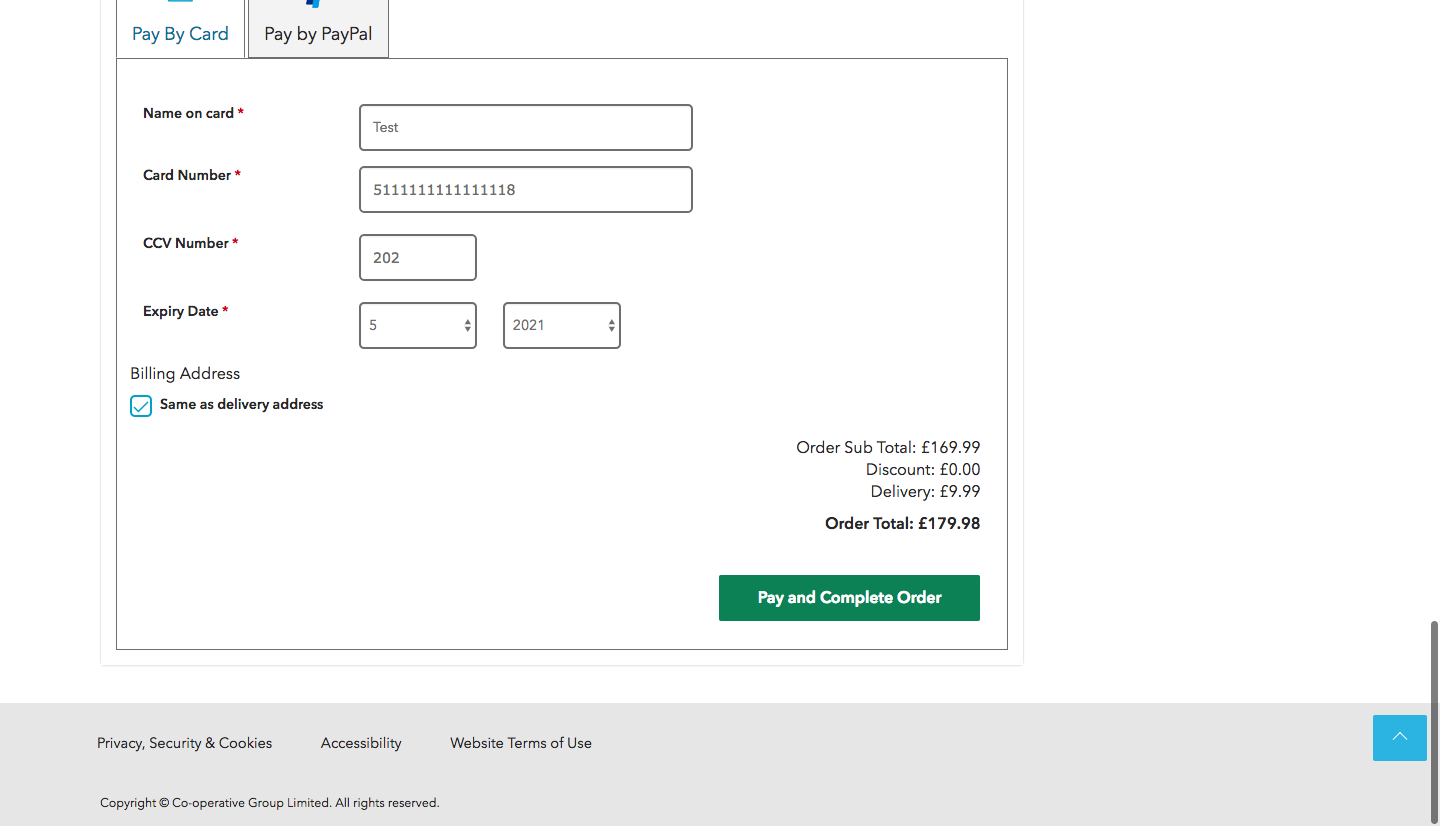 Pay By Card
Pay by PayPal
Name on card *
Test
Card Number *
5111111111111118
CCV Number *
202
Expiry Date *
5
2021
Billing Address
Same as delivery address
Order Sub Total: £169.99
Discount: £0.00
Delivery: £9.99
Order Total: £179.98
Pay and Complete Order
Privacy, Security & Cookies
Accessibility
Website Terms of Use
Copyright © Co-operative Group Limited. All rights reserved.